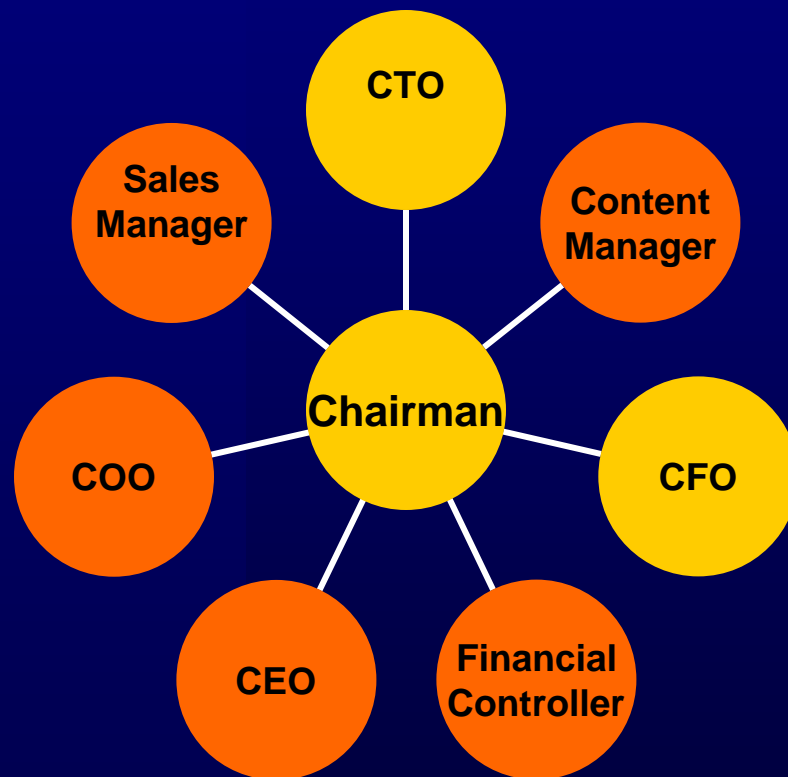 CTO
Sales
Manager
Content
Manager
Chairman
COO
CFO
CEO
Financial
Controller